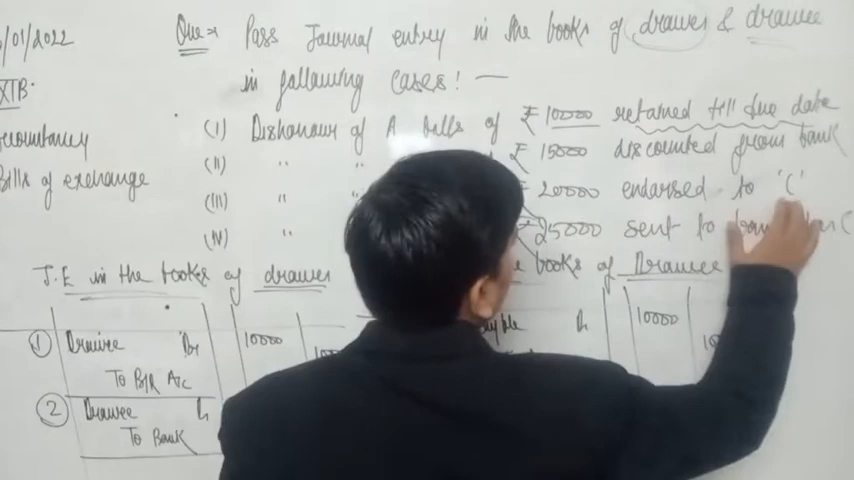 /01/2022
Que Pass Journal entry in the books of drawer & drawee
in following cases! —
XTB.
ccountancy
Bills of exchange
(I) Dishonour of A bills of ₹ 10000 retained till due date
(II) " " ₹ 15000 discounted from bank
(III) " 20000 endorsed to 'C'
(IV) " ₹ 25000 sent to
J.E in the books of drawer
books of Drawee
① Drawee Dr 10000
To B/R A/c
② Drawee Dr
To Bank
10000